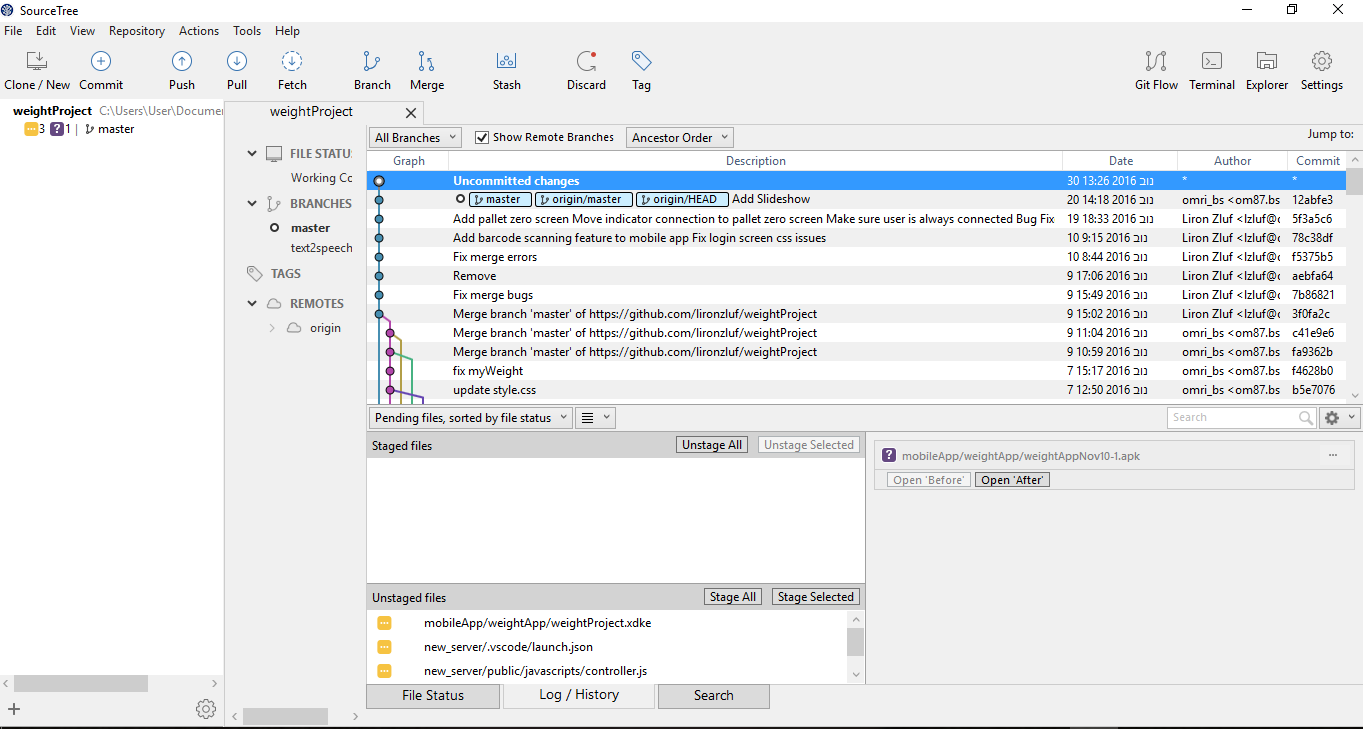 SourceTree
File Edit View Repository Actions Tools Help
Clone / New Commit Push Pull Fetch Branch Merge Stash Discard Tag Git Flow Terminal Explorer Settings
weightProject C:\Users\User\Documer
3 ? 1 | master
weightProject
FILE STATU
Working Co
BRANCHES
master
text2speech
TAGS
REMOTES
origin
All Branches Show Remote Branches Ancestor Order Jump to:
Graph Description Date Author Commit
Uncommitted changes 30 נוב 2016 13:26 * *
master origin/master origin/HEAD Add Slideshow 20 נוב 2016 14:18 omri_bs <om87.bs 12abfe3
Add pallet zero screen Move indicator connection to pallet zero screen Make sure user is always connected Bug Fix 19 נוב 2016 18:33 Liron Zluf <lzluf@c 5f3a5c6
Add barcode scanning feature to mobile app Fix login screen css issues 10 נוב 2016 9:15 Liron Zluf <lzluf@c 78c38df
Fix merge errors 10 נוב 2016 8:44 Liron Zluf <lzluf@c f5375b5
Remove 9 נוב 2016 17:06 Liron Zluf <lzluf@c aebfa64
Fix merge bugs 9 נוב 2016 15:49 Liron Zluf <lzluf@c 7b86821
Merge branch 'master' of https://github.com/lironzluf/weightProject 9 נוב 2016 15:02 Liron Zluf <lzluf@c 3f0fa2c
Merge branch 'master' of https://github.com/lironzluf/weightProject 9 נוב 2016 11:04 omri_bs <om87.bs c41e9e6
Merge branch 'master' of https://github.com/lironzluf/weightProject 9 נוב 2016 10:59 omri_bs <om87.bs fa9362b
fix myWeight 7 נוב 2016 15:17 omri_bs <om87.bs f4628b0
update style.css 7 נוב 2016 12:50 omri_bs <om87.bs b5e7076
Pending files, sorted by file status Search
Staged files Unstage All Unstage Selected
? mobileApp/weightApp/weightAppNov10-1.apk ...
Open 'Before' Open 'After'
Unstaged files Stage All Stage Selected
mobileApp/weightApp/weightProject.xdke
new_server/.vscode/launch.json
new_server/public/javascripts/controller.js
File Status Log / History Search